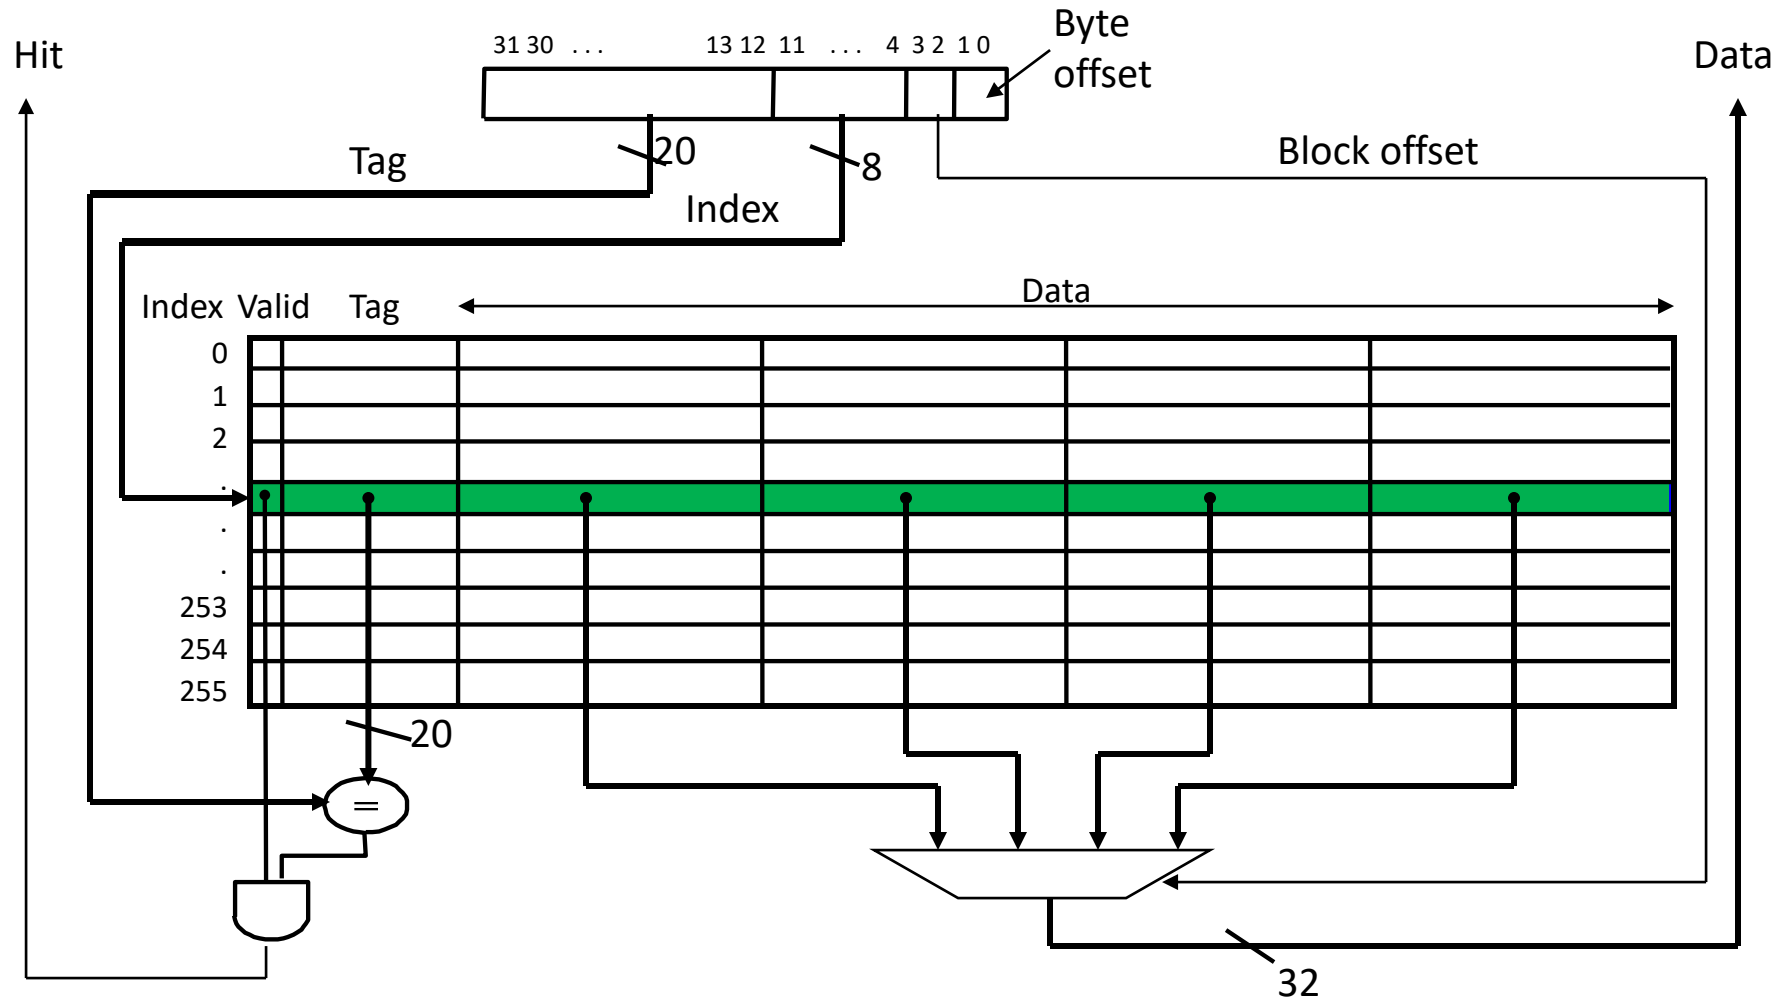 Hit
31 30 ... 13 12 11 ... 4 3 2 1 0
Byte
offset
Data
20
Tag
8
Block offset
Index
Data
Index Valid Tag
0
1
2
.
.
.
253
254
255
20
=
32